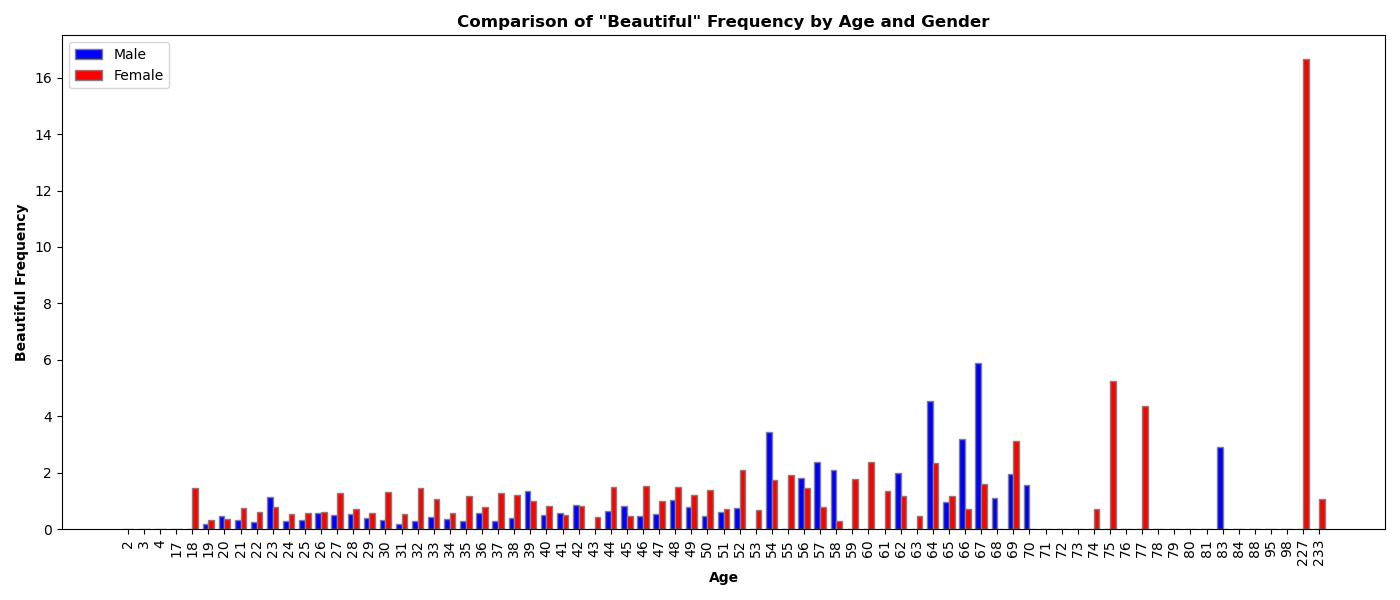 Comparison of "Beautiful" Frequency by Age and Gender
Male
Female
Beautiful Frequency
16
14
12
10
8
6
4
2
0
2 3 4 17 18 19 20 21 22 23 24 25 26 27 28 29 30 31 32 33 34 35 36 37 38 39 40 41 42 43 44 45 46 47 48 49 50 51 52 53 54 55 56 57 58 59 60 61 62 63 64 65 66 67 68 69 70 71 72 73 74 75 76 77 78 79 80 81 83 84 88 95 98 227 233
Age